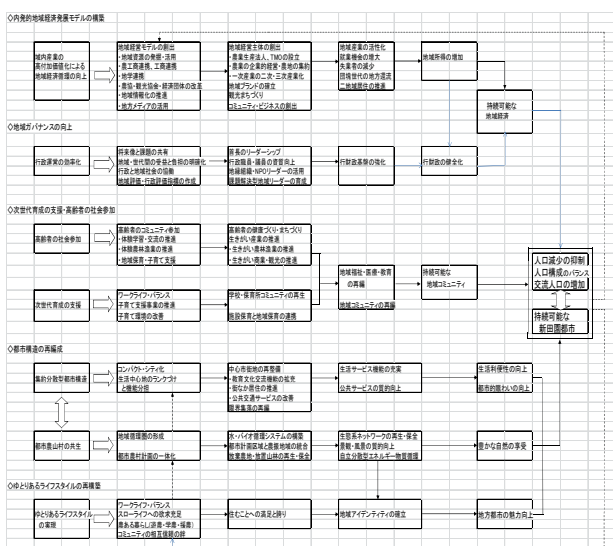 ◇内発的地域経済発展モデルの構築
域内産業の
高付加価値化による
地域経済循環の向上
地域経営モデルの創出
・地域資源の発掘・活用
・農工商連携、工商連携
・地学連携
・農協・観光協会・経済団体の改革
・地域情報化の推進
・地方メディアの活用
地域経営主体の創出
・農業生産法人、TMOの設立
・農業の企業的経営・農地の集約
・一次産業の二次・三次産業化
地域ブランドの確立
観光まちづくり
コミュニティ・ビジネスの創出
地域産業の活性化
就業機会の増大
失業者の減少
団塊世代の地方還流
二地域居住の推進
地域所得の増加
持続可能な
地域経済
◇地域ガバナンスの向上
行政運営の効率化
将来像と課題の共有
地域・世代間の受益と負担の明確化
行政と地域社会の協働
地域評価・行政評価指標の作成
首長のリーダーシップ
行政職員・議員の資質向上
地縁組織・NPOリーダーの活用
課題解決型地域リーダーの育成
行財政基盤の強化
行財政の健全化
◇次世代育成の支援・高齢者の社会参加
高齢者の社会参加
高齢者のコミュニティ参加
・体験学習・交流の推進
・体験農林漁業の推進
・地域保育・子育て支援
高齢者の健康づくり・まちづくり
生きがい産業の推進
・生きがい農林漁業の推進
・生きがい商業・観光の推進
地域福祉・医療・教育
の再編
地域コミュニティの再編
持続可能な
地域コミュニティ
人口減少の抑制
人口構成のバランス
交流人口の増加
持続可能な
新田園都市
次世代育成の支援
ワークライフ・バランス
子育て支援事業の推進
子育て環境の改善
学校・保育所コミュニティの再生
施設保育と地域保育の連携
◇都市構造の再編成
集約分散型都市構造
コンパクト・シティ化
生活中心地のランクづけ
と機能分担
中心市街地の再整備
・教育文化交流機能の拡充
・街なか居住の推進
・公共交通サービスの改善
限界集落の再編
生活サービス機能の充実
公共サービスの質的向上
生活利便性の向上
都市的賑わいの向上
都市農山村の共生
地域循環圏の形成
都市農村計画の一体化
水・バイオ循環システムの構築
都市計画区域と農振地域の統合
放棄農地・放置山林の再生・保全
生態系ネットワークの再生・保全
景観・風景の質的向上
自立分散型エネルギー物質循環
豊かな自然の享受
◇ゆとりあるライフスタイルの再構築
ゆとりあるライフスタイル
の実現
ワークライフ・バランス
スローライフへの欲求充足
農ある暮らし(遊農・学農・援農)
コミュニティの相互信頼の絆
住むことへの満足と誇り
地域アイデンティティの確立
地方都市の魅力向上